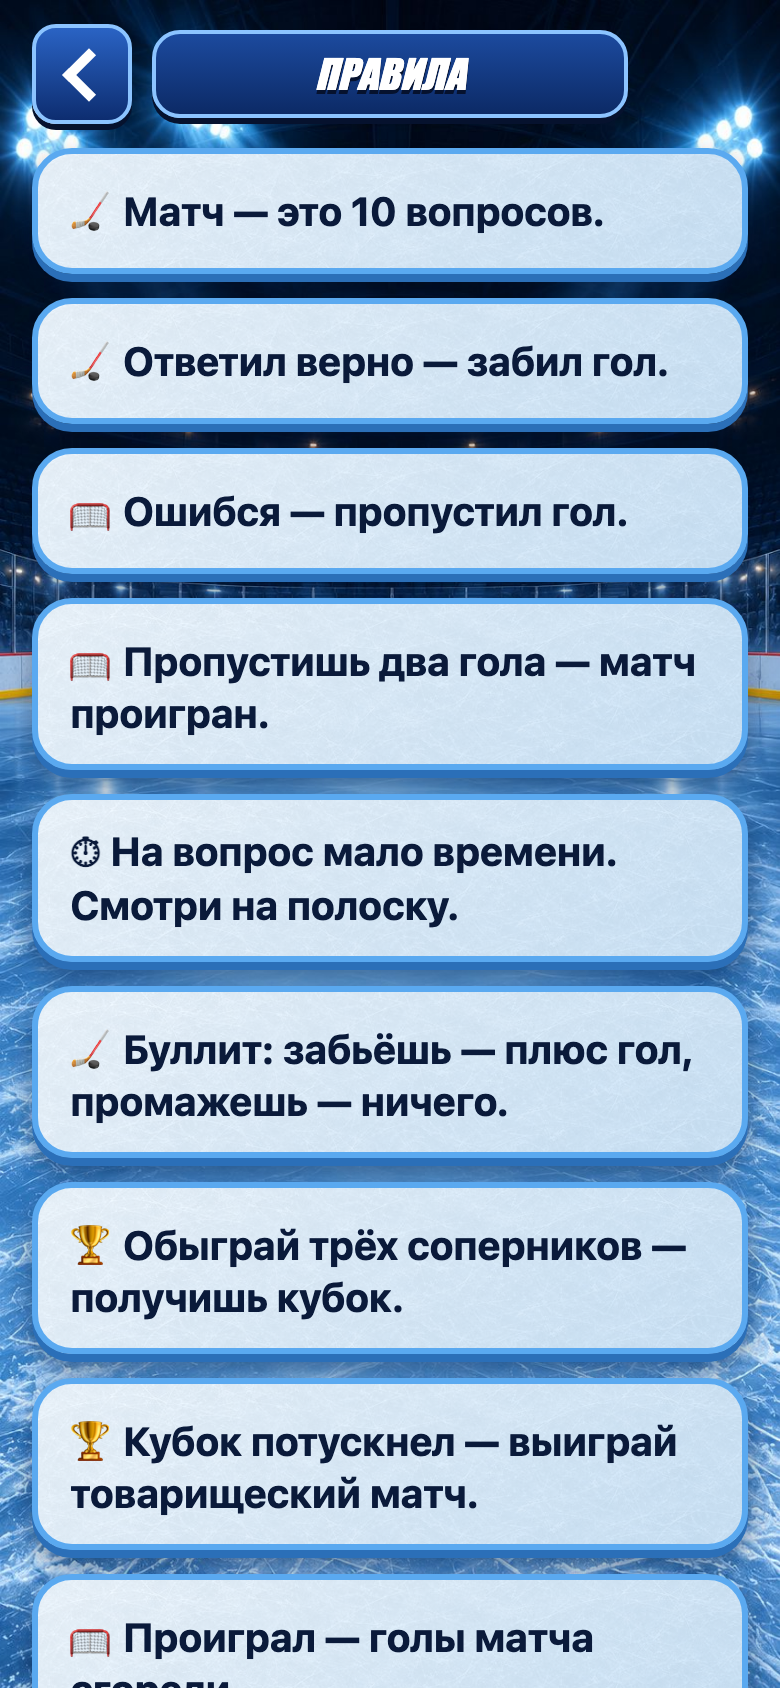 ПРАВИЛА
Матч — это 10 вопросов.
Ответил верно — забил гол.
Ошибся — пропустил гол.
Пропустишь два гола — матч
проигран.
На вопрос мало времени.
Смотри на полоску.
Буллит: забьёшь — плюс гол,
промажешь — ничего.
Обыграй трёх соперников —
получишь кубок.
Кубок потускнел — выиграй
товарищеский матч.
Проиграл — голы матча